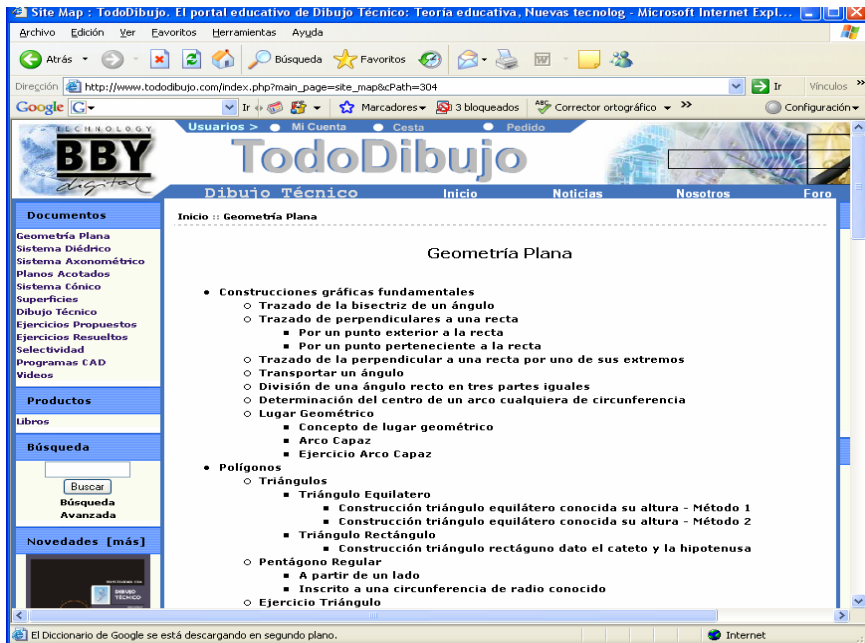 Site Map : TodoDibujo. El portal educativo de Dibujo Técnico: Teoría educativa, Nuevas tecnolog - Microsoft Internet Expl...
Archivo Edición Ver Favoritos Herramientas Ayuda
Atrás Búsqueda Favoritos
Dirección http://www.tododibujo.com/index.php?main_page=site_map&cPath=304 Ir Vínculos »
Google G Ir Marcadores 3 bloqueados Corrector ortográfico » Configuración
TECHNOLOGY
BBY
digital
Usuarios > Mi Cuenta Cesta Pedido
TodoDibujo
Dibujo Técnico Inicio Noticias Nosotros Foro
Documentos
Geometría Plana
Sistema Diédrico
Sistema Axonométrico
Planos Acotados
Sistema Cónico
Superficies
Dibujo Técnico
Ejercicios Propuestos
Ejercicios Resueltos
Selectividad
Programas CAD
Videos
Productos
Libros
Búsqueda
Buscar
Búsqueda
Avanzada
Novedades [más]
DIBUJO
TÉCNICO
Inicio :: Geometría Plana
Geometría Plana
Construcciones gráficas fundamentales
Trazado de la bisectriz de un ángulo
Trazado de perpendiculares a una recta
Por un punto exterior a la recta
Por un punto perteneciente a la recta
Trazado de la perpendicular a una recta por uno de sus extremos
Transportar un ángulo
División de una ángulo recto en tres partes iguales
Determinación del centro de un arco cualquiera de circunferencia
Lugar Geométrico
Concepto de lugar geométrico
Arco Capaz
Ejercicio Arco Capaz
Polígonos
Triángulos
Triángulo Equilatero
Construcción triángulo equilátero conocida su altura - Método 1
Construcción triángulo equilátero conocida su altura - Método 2
Triángulo Rectángulo
Construcción triángulo rectáguno dato el cateto y la hipotenusa
Pentágono Regular
A partir de un lado
Inscrito a una circunferencia de radio conocido
Ejercicio Triángulo
El Diccionario de Google se está descargando en segundo plano. Internet